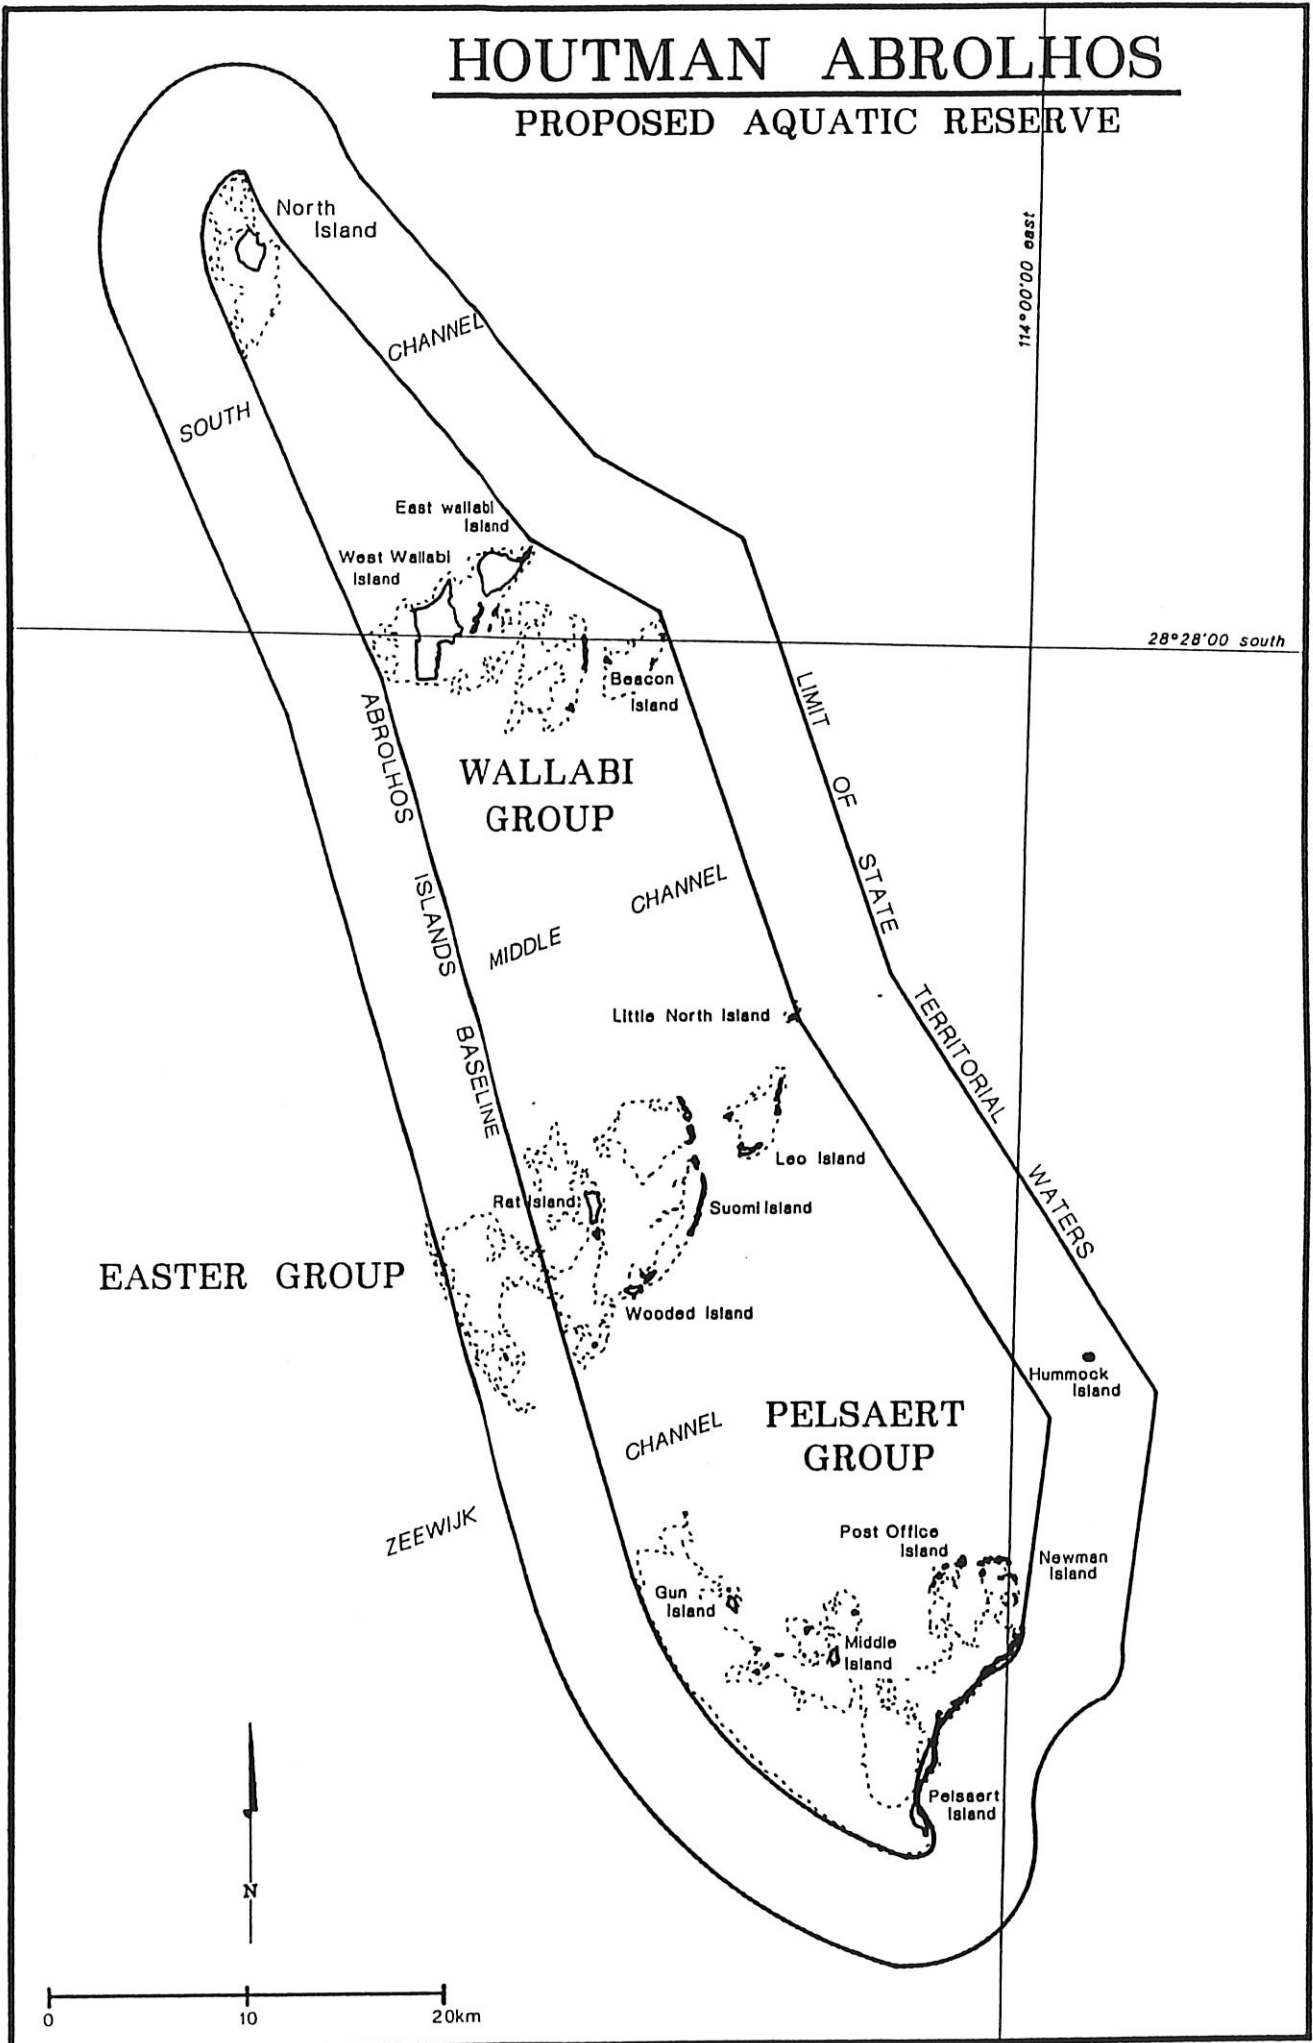 HOUTMAN ABROLHOS
PROPOSED AQUATIC RESERVE
North
Island
114°00'00 east
CHANNEL
SOUTH
East wallabi
Island
West Wallabi
Island
28°28'00 south
Beacon
Island
LIMIT OF STATE TERRITORIAL WATERS
ABROLHOS ISLANDS BASELINE
WALLABI
GROUP
CHANNEL
MIDDLE
Little North Island
Leo Island
Rat Island
Suomi Island
EASTER GROUP
Wooded Island
Hummock
Island
PELSAERT
GROUP
CHANNEL
ZEEWIJK
Post Office
Island
Newman
Island
Gun
Island
Middle
Island
Pelsaert
Island
N
0 10 20km